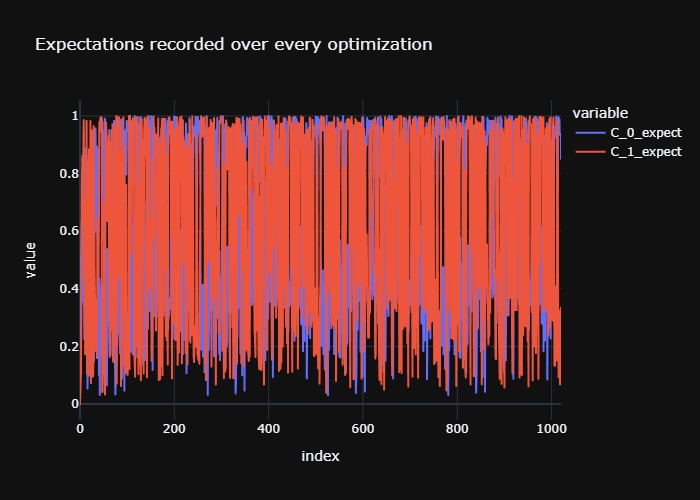 Expectations recorded over every optimization
variable
C_0_expect
C_1_expect
value
1
0.8
0.6
0.4
0.2
0
0 200 400 600 800 1000
index